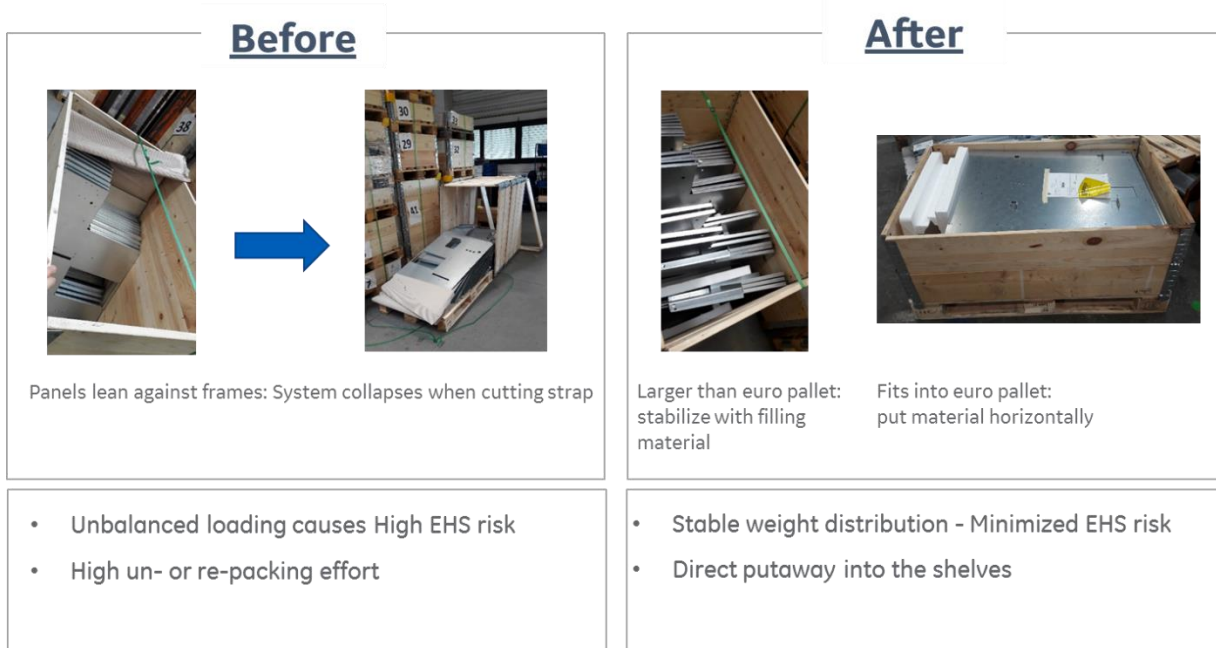 Before
After
38
30
29
41
Panels lean against frames: System collapses when cutting strap
Larger than euro pallet:
stabilize with filling
material
Fits into euro pallet:
put material horizontally
• Unbalanced loading causes High EHS risk
• High un- or re-packing effort
• Stable weight distribution - Minimized EHS risk
• Direct putaway into the shelves